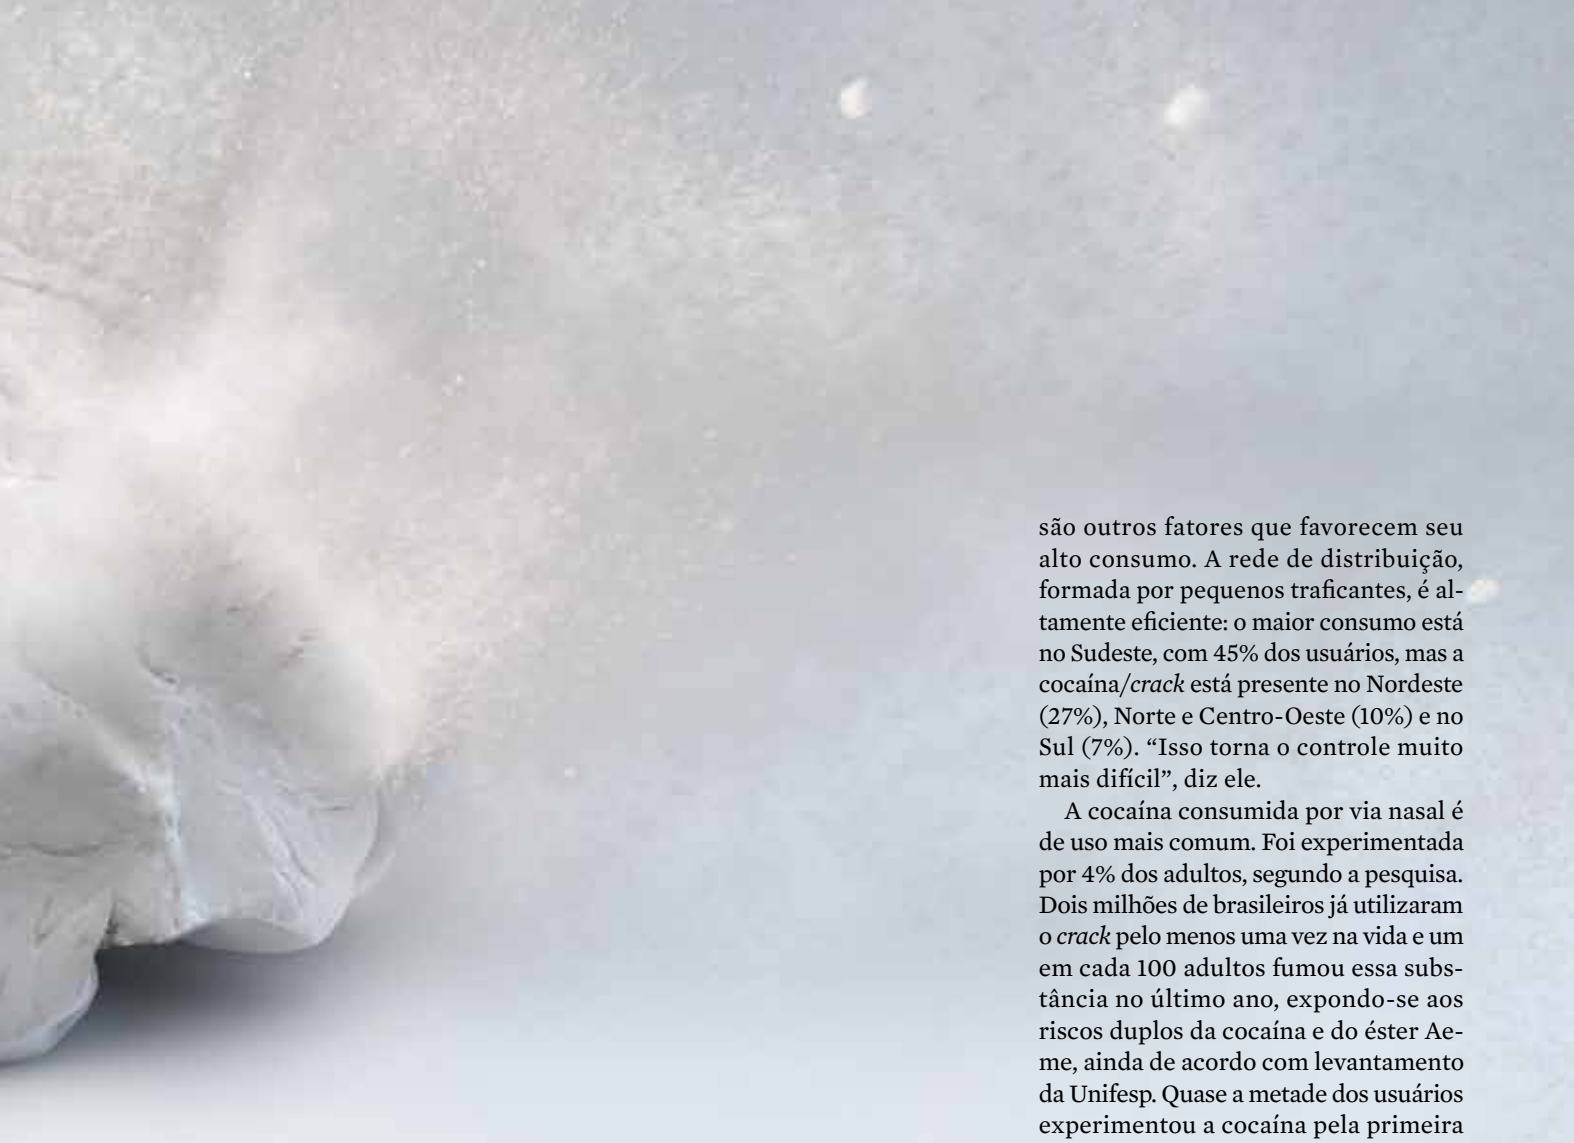 são outros fatores que favorecem seu
alto consumo. A rede de distribuição,
formada por pequenos traficantes, é al-
tamente eficiente: o maior consumo está
no Sudeste, com 45% dos usuários, mas a
cocaína/crack está presente no Nordeste
(27%), Norte e Centro-Oeste (10%) e no
Sul (7%). “Isso torna o controle muito
mais difícil”, diz ele.
A cocaína consumida por via nasal é
de uso mais comum. Foi experimentada
por 4% dos adultos, segundo a pesquisa.
Dois milhões de brasileiros já utilizaram
o crack pelo menos uma vez na vida e um
em cada 100 adultos fumou essa subs-
tância no último ano, expondo-se aos
riscos duplos da cocaína e do éster Ae-
me, ainda de acordo com levantamento
da Unifesp. Quase a metade dos usuários
experimentou a cocaína pela primeira